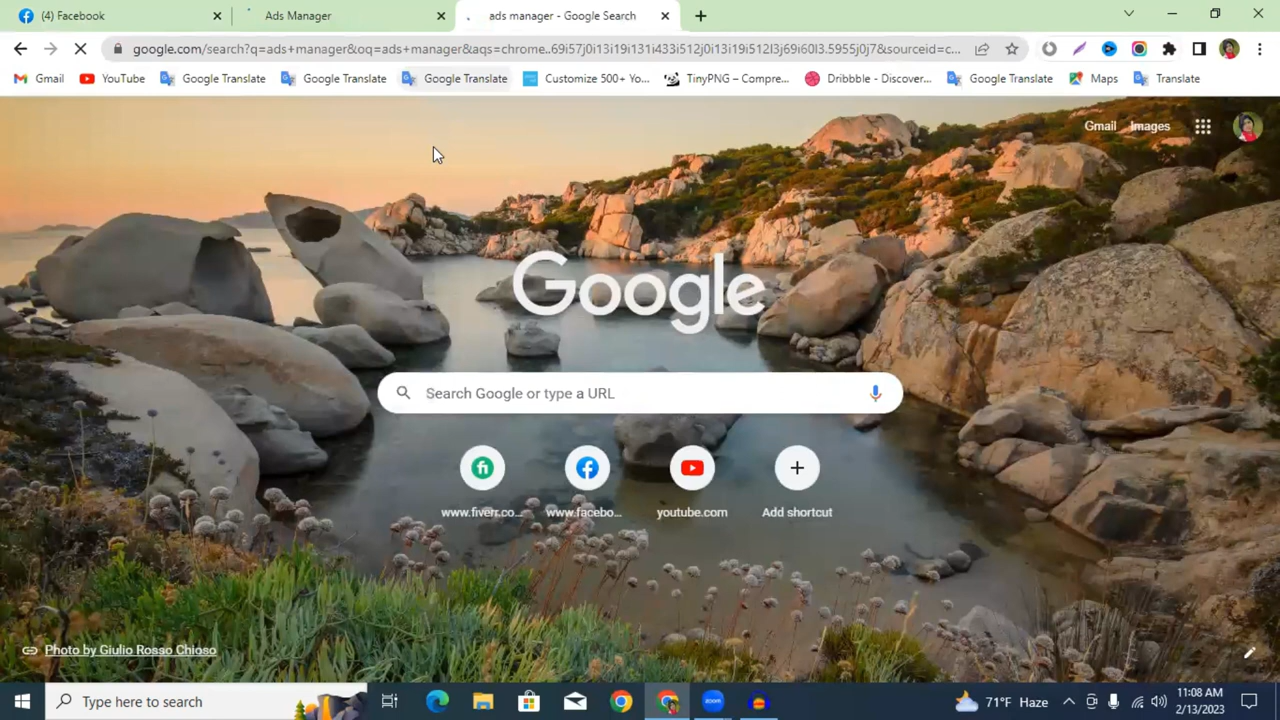 (4) Facebook
Ads Manager
ads manager - Google Search
google.com/search?q=ads+manager&oq=ads+manager&aqs=chrome..69i57j0i13i19i131i433i512j0i13i19i512l3j69i60l3.5955j0j7&sourceid=c...
Gmail
YouTube
Google Translate
Google Translate
Google Translate
Customize 500+ Yo...
TinyPNG – Compre...
Dribbble - Discover...
Google Translate
Maps
Translate
Gmail
Images
Google
Search Google or type a URL
fi
www.fiverr.co...
www.facebo...
youtube.com
Add shortcut
Photo by Giulio Rosso Chioso
Type here to search
zoom
71°F Haze
11:08 AM
2/13/2023